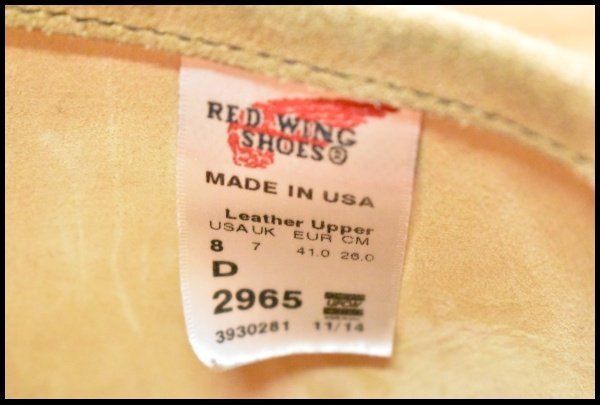 RED WING
SHOES®
MADE IN USA
Leather Upper
USA UK EUR CM
8 7 41.0 26.0
D
2965
3930281 11/14